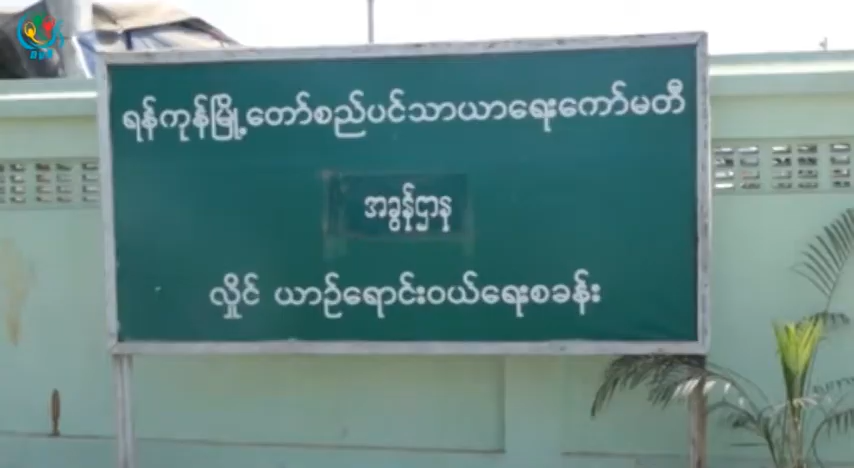 ရန်ကုန်မြို့တော်စည်ပင်သာယာရေးကော်မတီ
အခွန်ဌာန
လှိုင် ယာဉ်ရောင်းဝယ်ရေးစခန်း